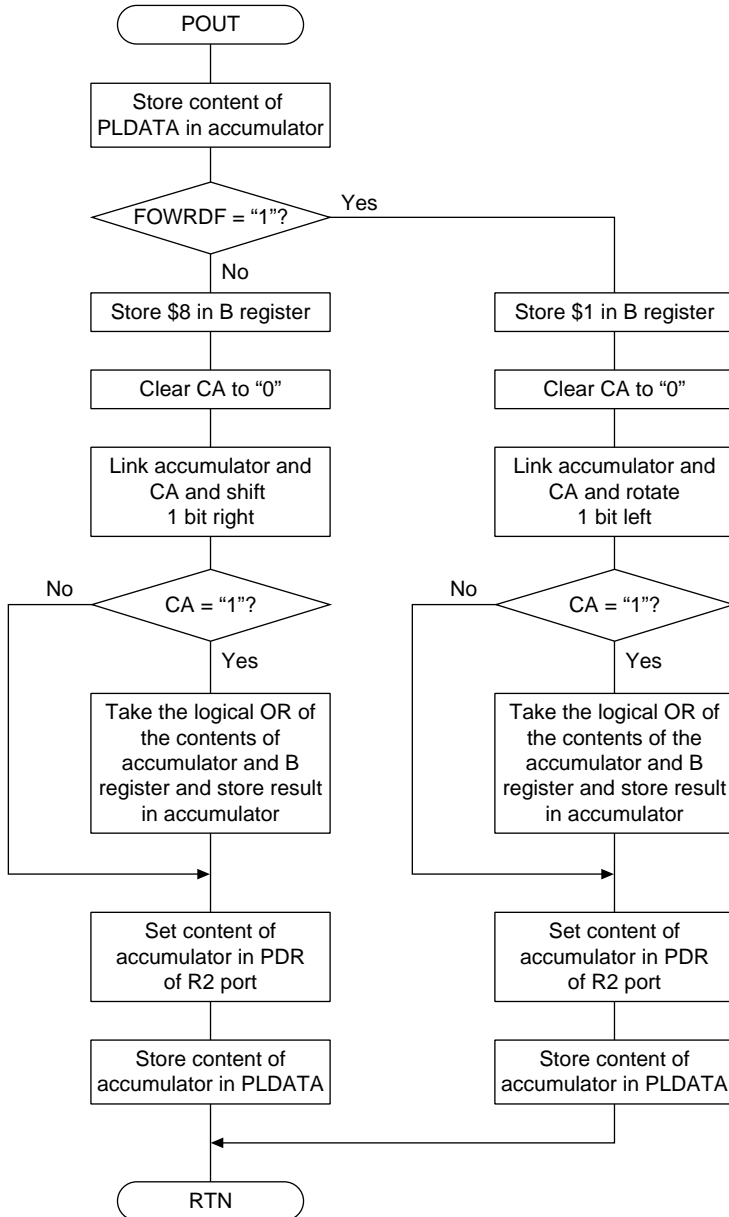 POUT
Store content of
PLDATA in accumulator
FOWRDF = “1”?
Yes
No
Store $8 in B register
Clear CA to “0”
Link accumulator and
CA and shift
1 bit right
No
CA = “1”?
Yes
Take the logical OR of
the contents of
accumulator and B
register and store result
in accumulator
Set content of
accumulator in PDR
of R2 port
Store content of
accumulator in PLDATA
Store $1 in B register
Clear CA to “0”
Link accumulator and
CA and rotate
1 bit left
No
CA = “1”?
Yes
Take the logical OR of
the contents of the
accumulator and B
register and store result
in accumulator
Set content of
accumulator in PDR
of R2 port
Store content of
accumulator in PLDATA
RTN